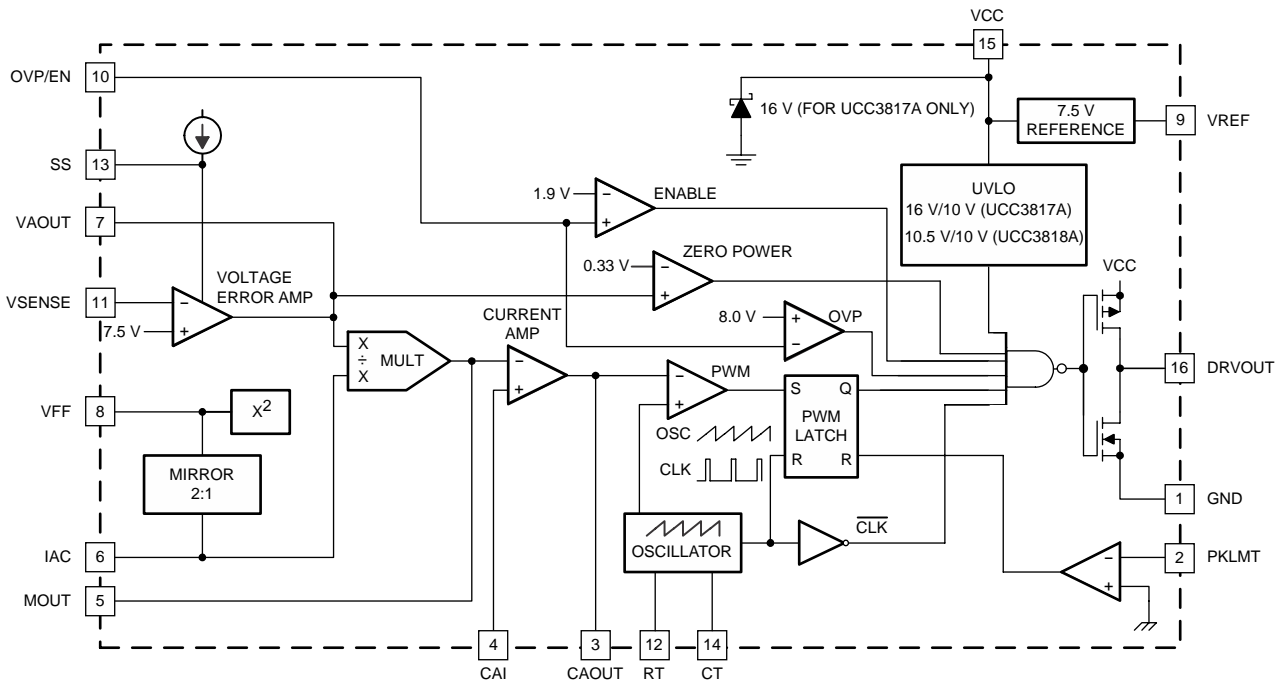 VCC
15
OVP/EN
10
16 V (FOR UCC3817A ONLY)
7.5 V
REFERENCE
9
VREF
SS
13
1.9 V
–
+
ENABLE
UVLO
16 V/10 V (UCC3817A)
10.5 V/10 V (UCC3818A)
VAOUT
7
ZERO POWER
0.33 V
–
+
VCC
VSENSE
11
VOLTAGE
ERROR AMP
–
+
7.5 V
8.0 V
+
–
OVP
CURRENT
AMP
X
÷
X
MULT
–
+
–
+
PWM
16
DRVOUT
VFF
8
X2
S
Q
PWM
LATCH
R
R
OSC
CLK
MIRROR
2:1
1
GND
OSCILLATOR
CLK
IAC
6
–
+
2
PKLMT
MOUT
5
4
3
12
14
CAI
CAOUT
RT
CT